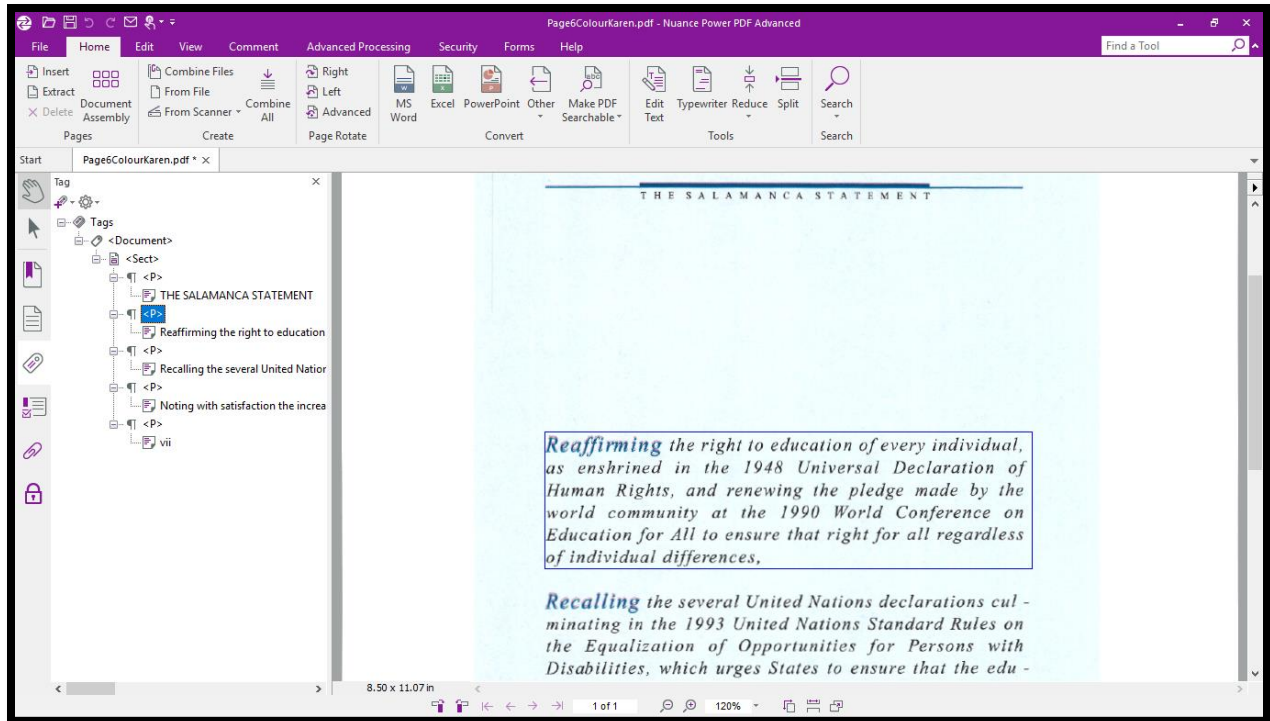 Page6ColourKaren.pdf - Nuance Power PDF Advanced
File Home Edit View Comment Advanced Processing Security Forms Help Find a Tool
Insert
Extract
Delete
Document Assembly
Pages
Combine Files
From File
From Scanner
Combine All
Create
Right
Left
Advanced
Page Rotate
MS Word
Excel
PowerPoint
Other
Make PDF Searchable
Convert
Edit Text
Typewriter
Reduce
Split
Tools
Search
Search
Start Page6ColourKaren.pdf *
Tag
Tags
<Document>
<Sect>
<P>
THE SALAMANCA STATEMENT
<P>
Reaffirming the right to education
<P>
Recalling the several United Nation
<P>
Noting with satisfaction the increa
<P>
vii
THE SALAMANCA STATEMENT
Reaffirming the right to education of every individual,
as enshrined in the 1948 Universal Declaration of
Human Rights, and renewing the pledge made by the
world community at the 1990 World Conference on
Education for All to ensure that right for all regardless
of individual differences,
Recalling the several United Nations declarations cul -
minating in the 1993 United Nations Standard Rules on
the Equalization of Opportunities for Persons with
Disabilities, which urges States to ensure that the edu -
8.50 x 11.07 in
1 of 1
120%